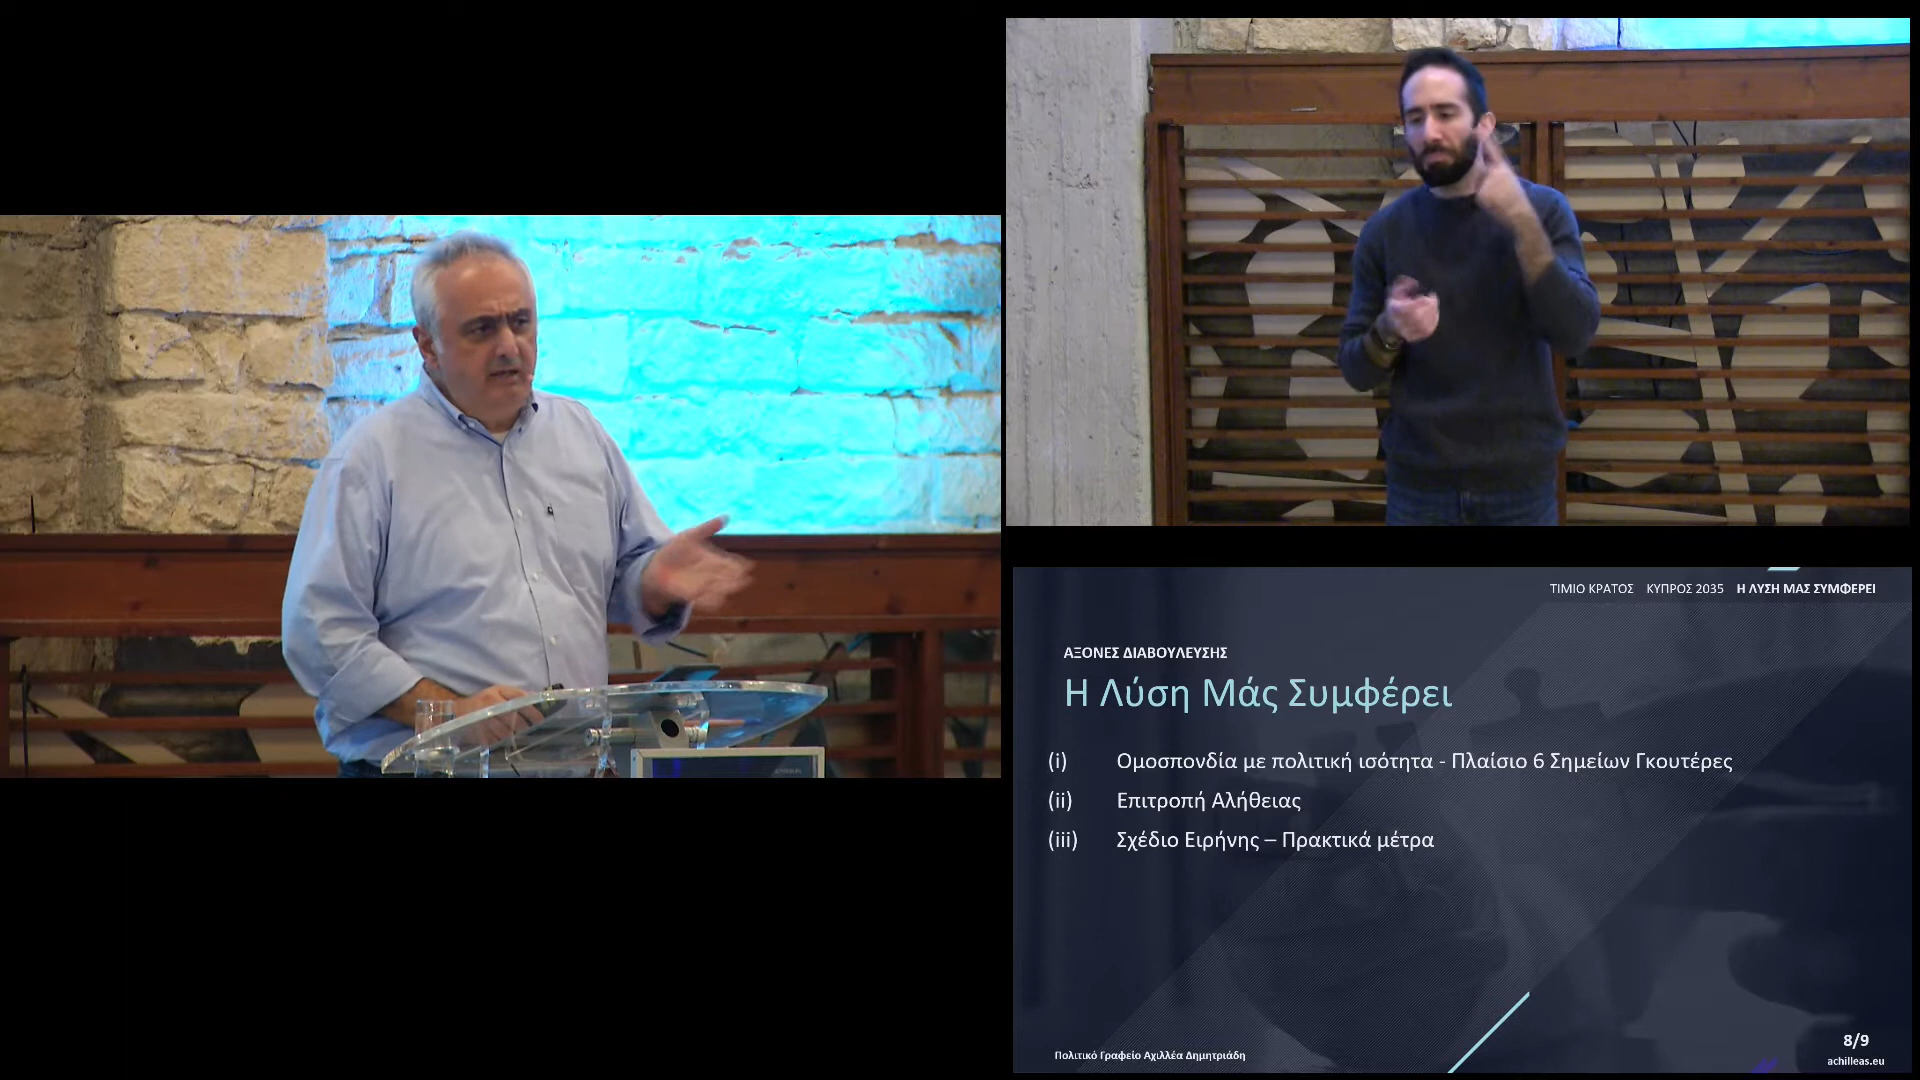 ΤΙΜΙΟ ΚΡΑΤΟΣ ΚΥΠΡΟΣ 2035 Η ΛΥΣΗ ΜΑΣ ΣΥΜΦΕΡΕΙ
ΑΞΟΝΕΣ ΔΙΑΒΟΥΛΕΥΣΗΣ
Η Λύση Μάς Συμφέρει
(i) Ομοσπονδία με πολιτική ισότητα - Πλαίσιο 6 Σημείων Γκουτέρες
(ii) Επιτροπή Αλήθειας
(iii) Σχέδιο Ειρήνης – Πρακτικά μέτρα
8/9
Πολιτικό Γραφείο Αχιλλέα Δημητριάδη
achilleas.eu